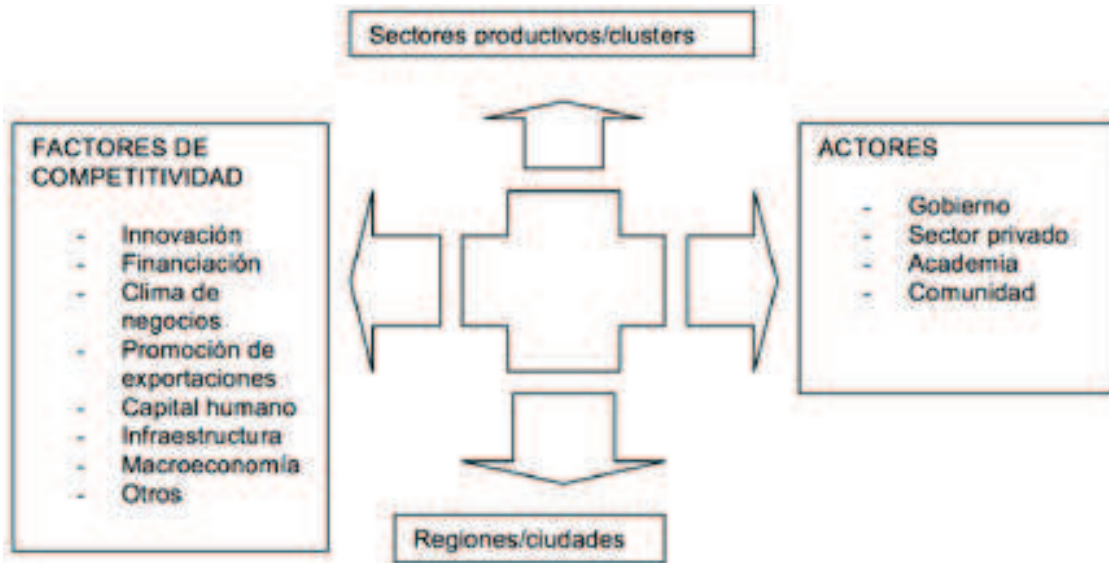 Sectores productivos/clusters
FACTORES DE
COMPETITIVIDAD
- Innovación
- Financiación
- Clima de
negocios
- Promoción de
exportaciones
- Capital humano
- Infraestructura
- Macroeconomía
- Otros
ACTORES
- Gobierno
- Sector privado
- Academia
- Comunidad
Regiones/ciudades